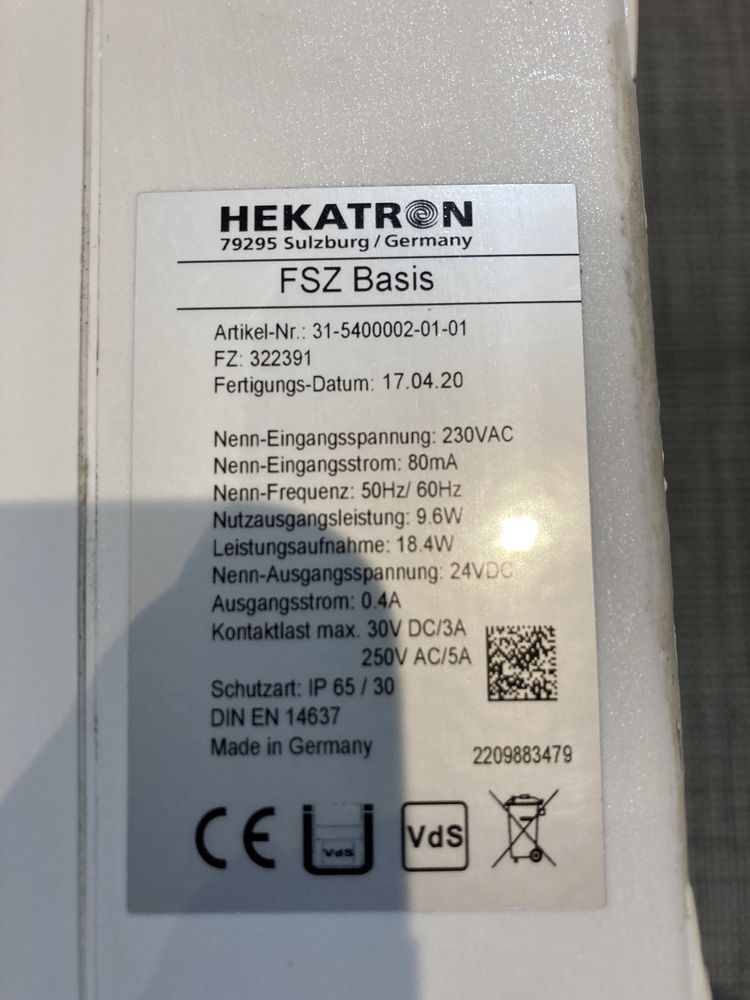 HEKATRON
79295 Sulzburg / Germany
FSZ Basis
Artikel-Nr.: 31-5400002-01-01
FZ: 322391
Fertigungs-Datum: 17.04.20
Nenn-Eingangsspannung: 230VAC
Nenn-Eingangsstrom: 80mA
Nenn-Frequenz: 50Hz/ 60Hz
Nutzausgangsleistung: 9.6W
Leistungsaufnahme: 18.4W
Nenn-Ausgangsspannung: 24VDC
Ausgangsstrom: 0.4A
Kontaktlast max. 30V DC/3A
250V AC/5A
Schutzart: IP 65 / 30
DIN EN 14637
Made in Germany
2209883479
CE
VdS
VdS